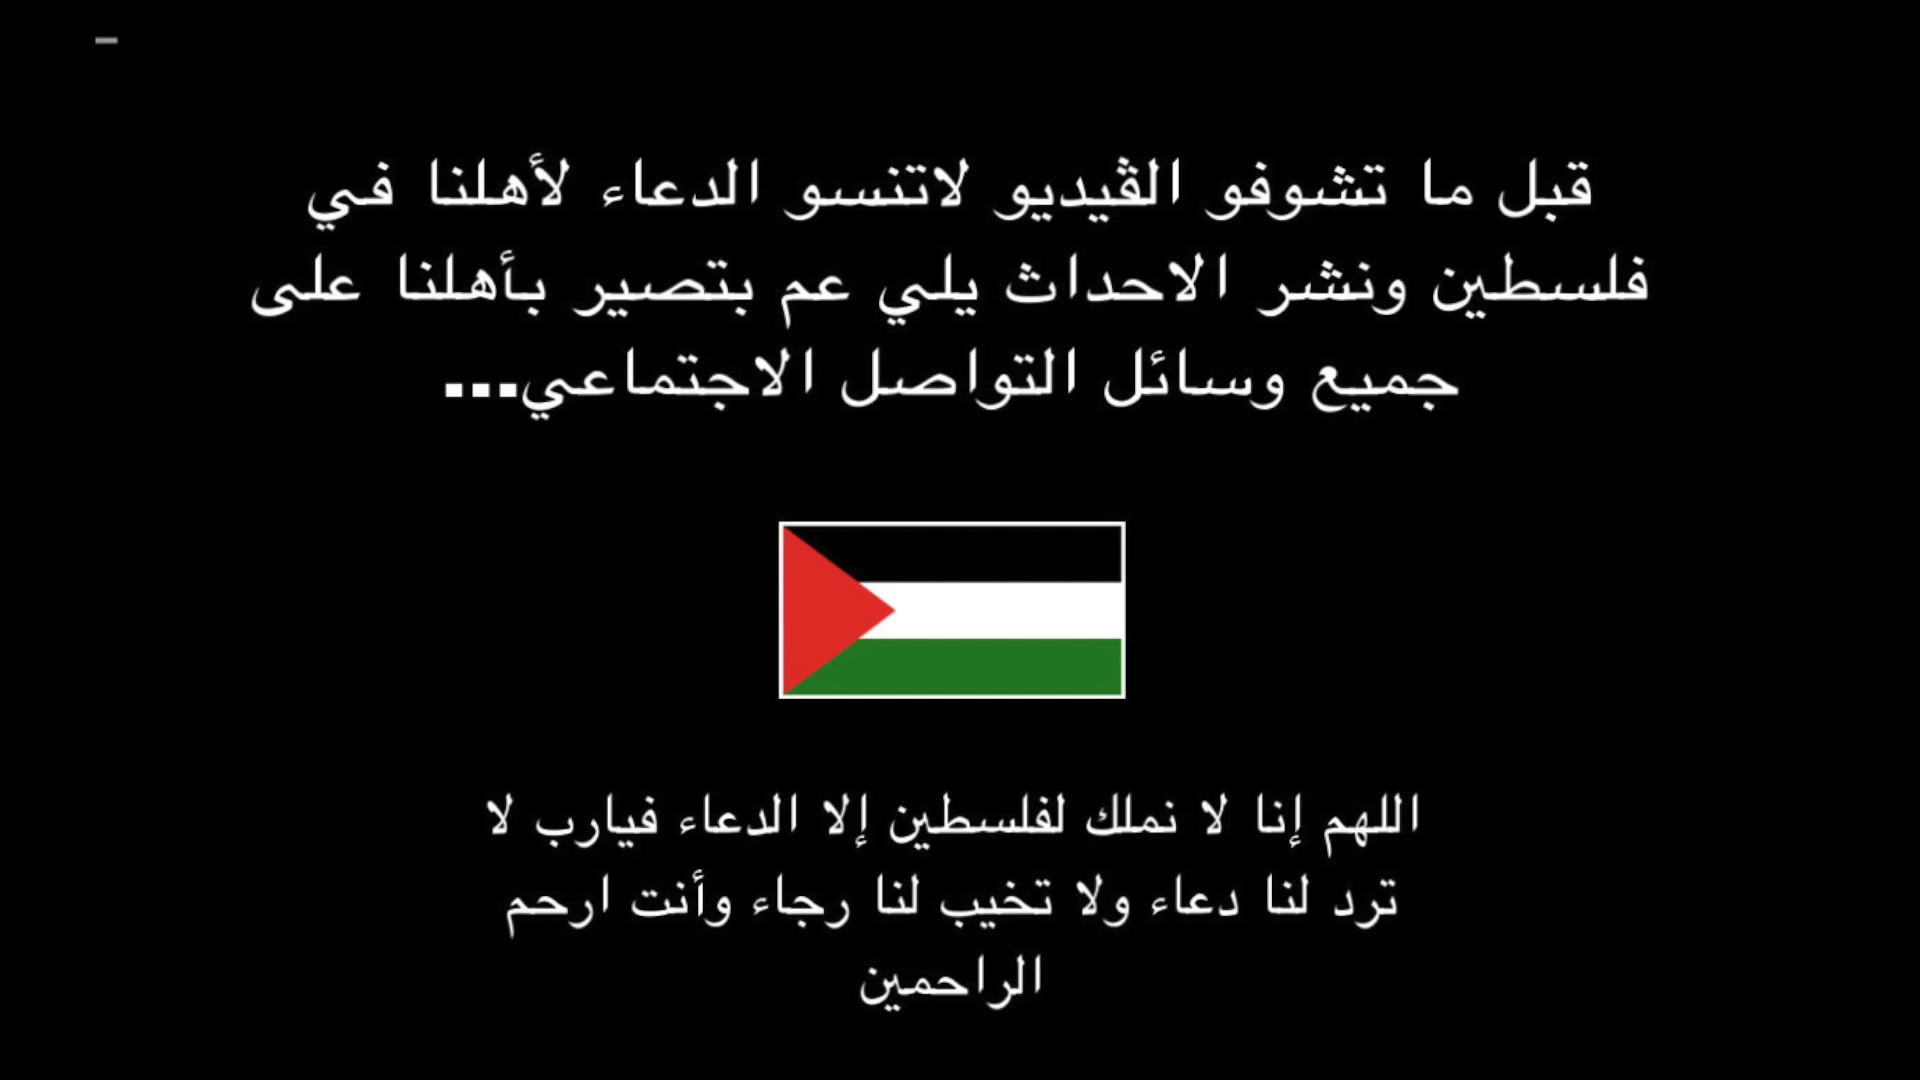 قبل ما تشوفو الڤيديو لاتنسو الدعاء لأهلنا في
فلسطين ونشر الاحداث يلي عم بتصير بأهلنا على
جميع وسائل التواصل الاجتماعي...
اللهم إنا لا نملك لفلسطين إلا الدعاء فيارب لا
ترد لنا دعاء ولا تخيب لنا رجاء وأنت ارحم
الراحمين